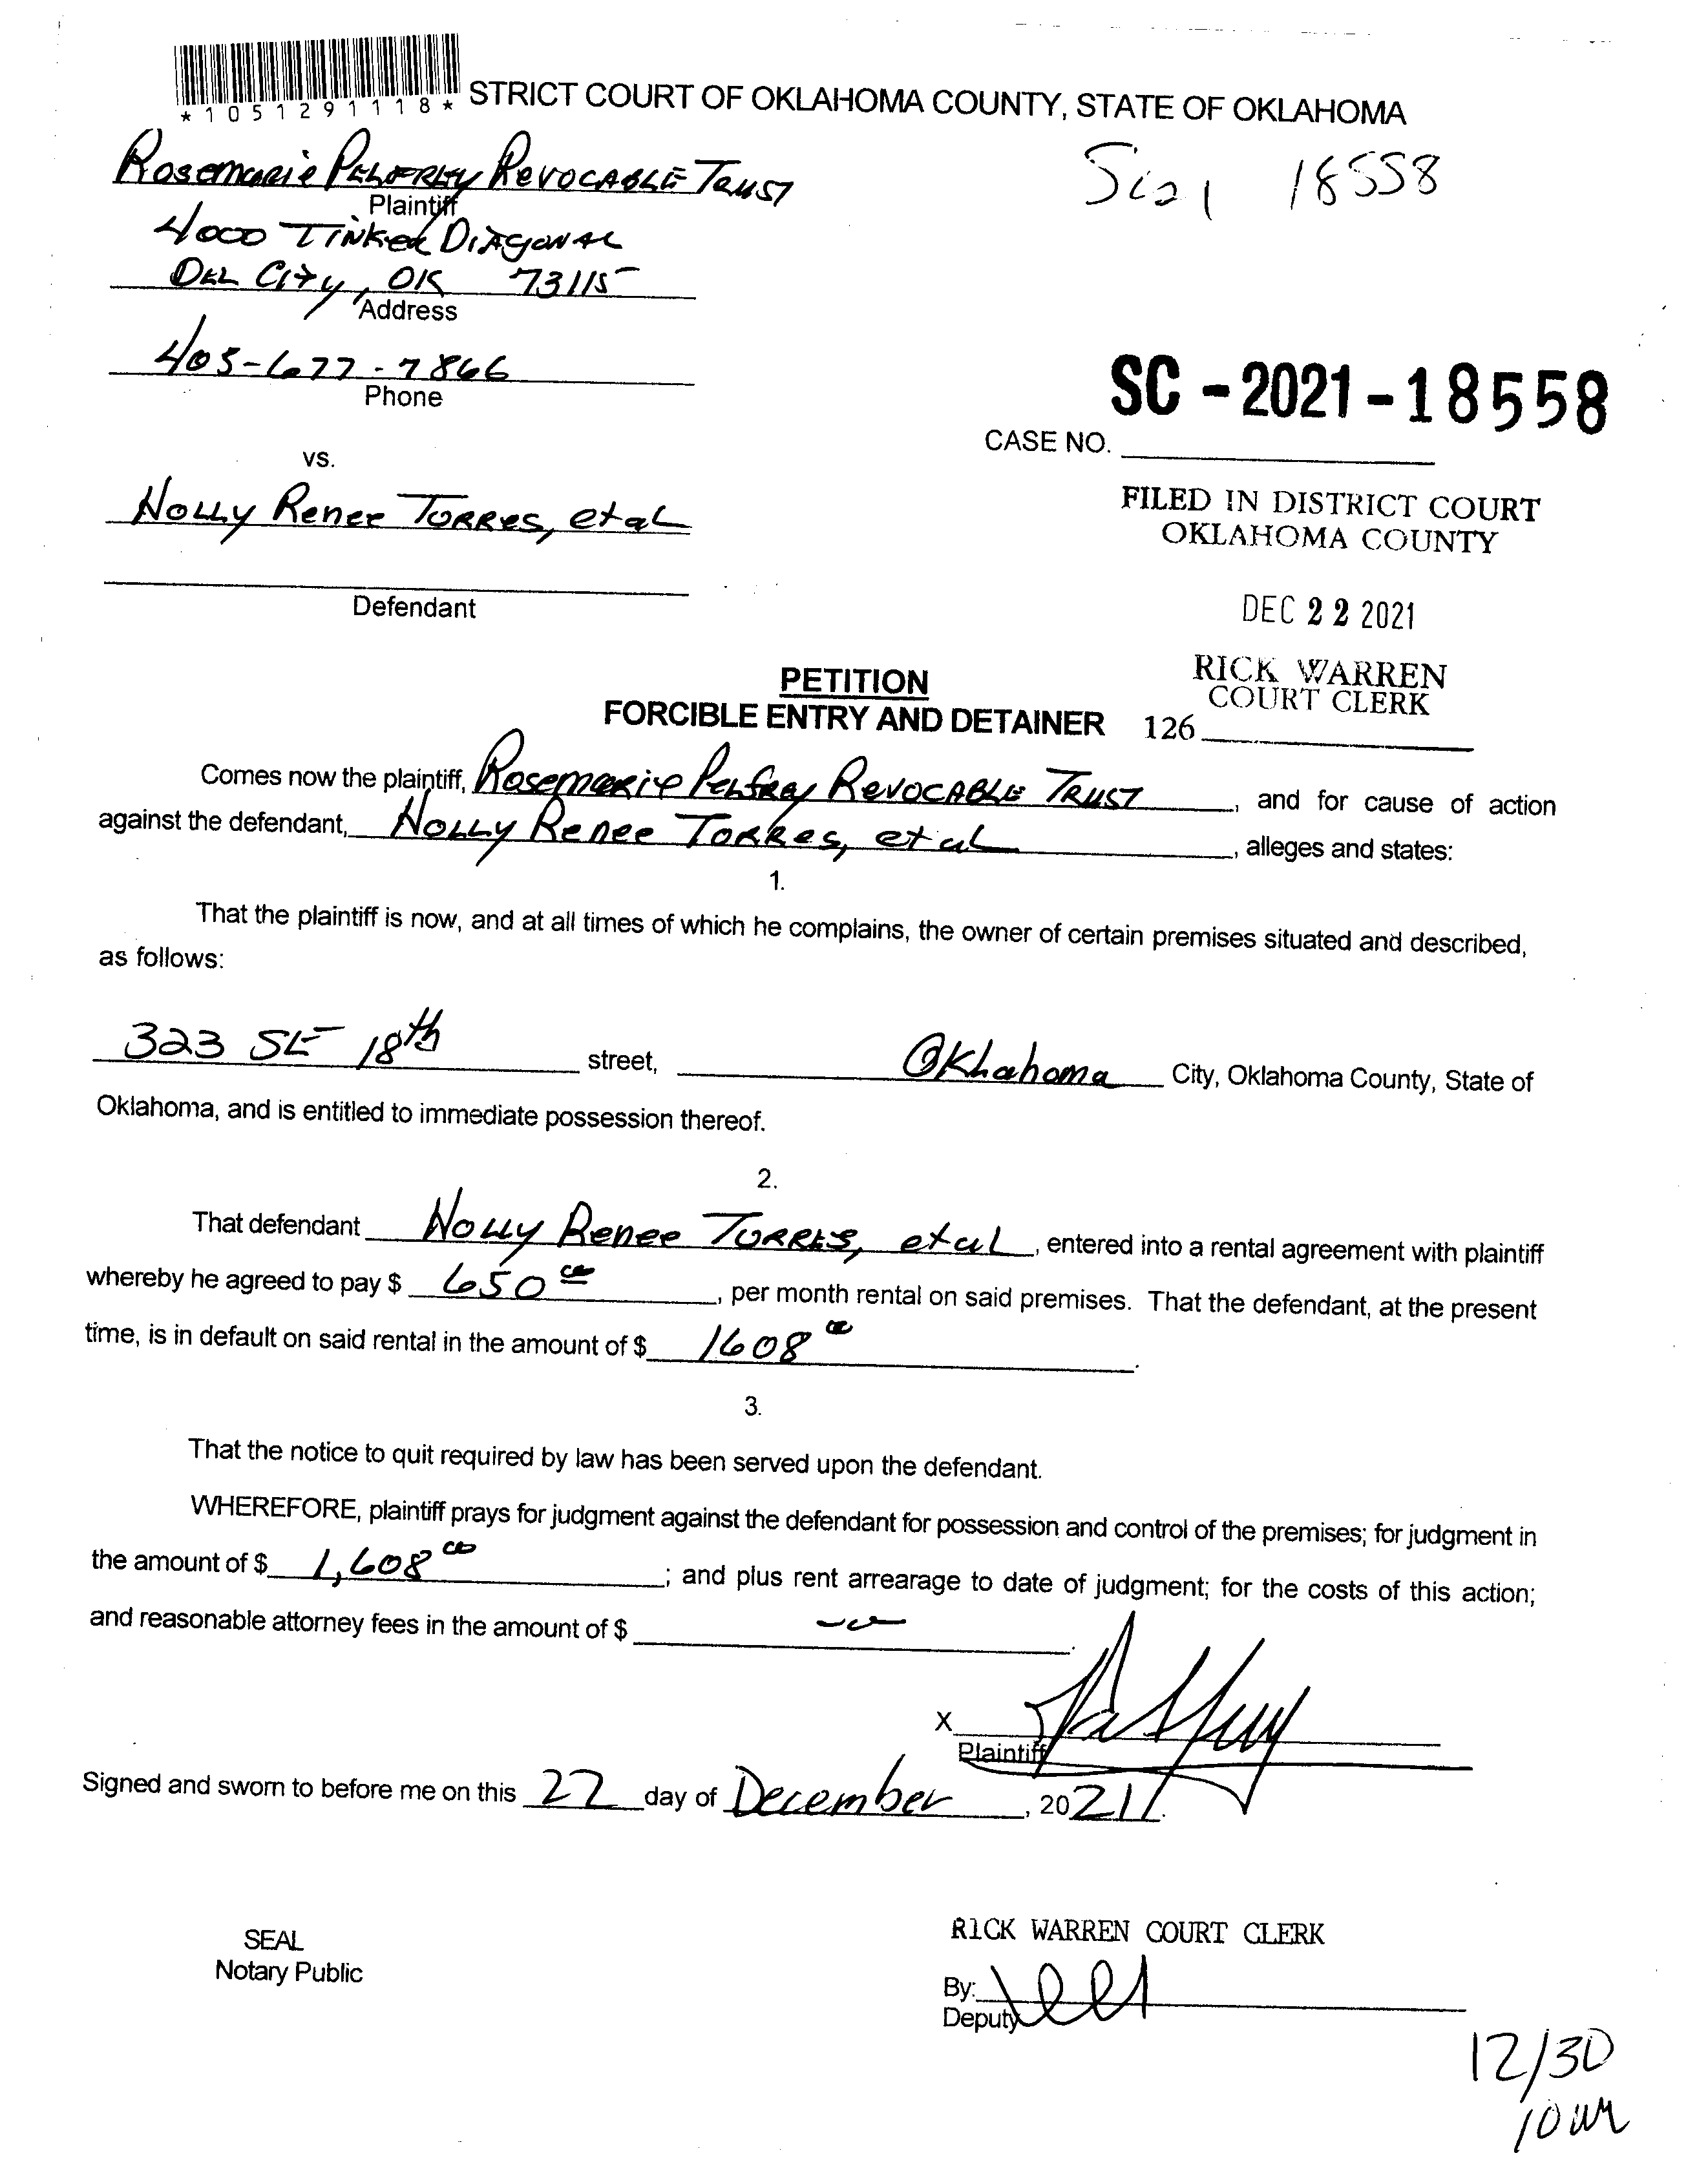 *1051291118*
STRICT COURT OF OKLAHOMA COUNTY, STATE OF OKLAHOMA
Rosemarie Pelfrey Revocable Trust
Plaintiff
18558
4000 Tinker Diagonal
Del City, OK 73115
Address
405-677-7866
Phone
SC-2021-18558
CASE NO.
vs.
Holly Renee Torres, et al
Defendant
FILED IN DISTRICT COURT
OKLAHOMA COUNTY
DEC 22 2021
RICK WARREN
COURT CLERK
126
PETITION
FORCIBLE ENTRY AND DETAINER
Comes now the plaintiff, Rosemarie Pelfrey Revocable Trust, and for cause of action
against the defendant, Holly Renee Torres, et al, alleges and states:
1.
That the plaintiff is now, and at all times of which he complains, the owner of certain premises situated and described,
as follows:
323 SE 18th street, Oklahoma City, Oklahoma County, State of
Oklahoma, and is entitled to immediate possession thereof.
2.
That defendant Holly Renee Torres, et al, entered into a rental agreement with plaintiff
whereby he agreed to pay $ 650 00, per month rental on said premises. That the defendant, at the present
time, is in default on said rental in the amount of $ 1608 00.
3.
That the notice to quit required by law has been served upon the defendant.
WHEREFORE, plaintiff prays for judgment against the defendant for possession and control of the premises; for judgment in
the amount of $ 1,608 00; and plus rent arrearage to date of judgment; for the costs of this action;
and reasonable attorney fees in the amount of $
X
Plaintiff
Signed and sworn to before me on this 22 day of December, 2021.
SEAL
Notary Public
RICK WARREN COURT CLERK
By:
Deputy
12/30
10 am